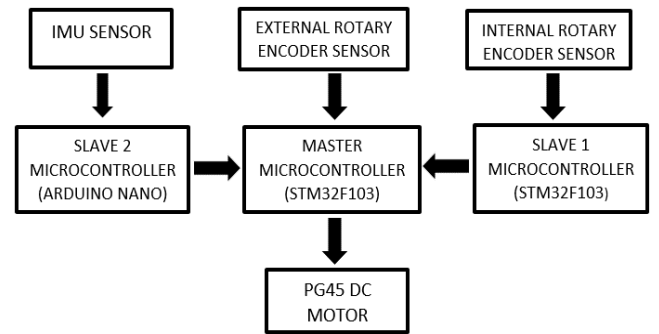 IMU SENSOR
EXTERNAL ROTARY
ENCODER SENSOR
INTERNAL ROTARY
ENCODER SENSOR
SLAVE 2
MICROCONTROLLER
(ARDUINO NANO)
MASTER
MICROCONTROLLER
(STM32F103)
SLAVE 1
MICROCONTROLLER
(STM32F103)
PG45 DC
MOTOR